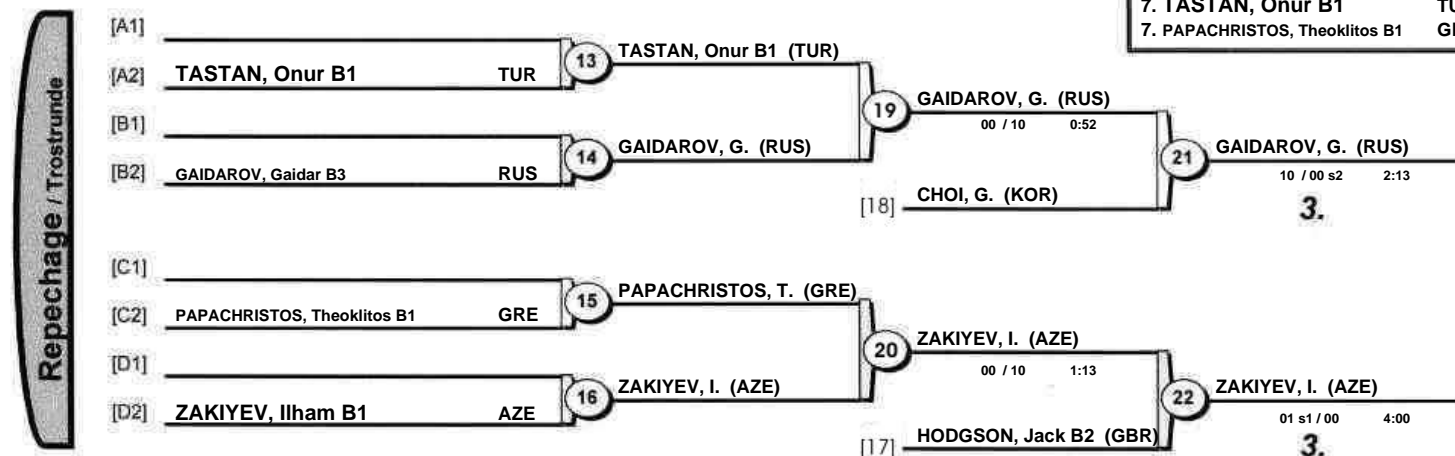 7. TASTAN, Onur B1 TU
7. PAPACHRISTOS, Theoklitos B1 GR
Repechage / Trostrunde
[A1]
[A2] TASTAN, Onur B1 TUR
13 TASTAN, Onur B1 (TUR)
[B1]
[B2] GAIDAROV, Gaidar B3 RUS
14 GAIDAROV, G. (RUS)
19 GAIDAROV, G. (RUS)
00 / 10 0:52
[18] CHOI, G. (KOR)
21 GAIDAROV, G. (RUS)
10 / 00 s2 2:13
3.
[C1]
[C2] PAPACHRISTOS, Theoklitos B1 GRE
15 PAPACHRISTOS, T. (GRE)
[D1]
[D2] ZAKIYEV, Ilham B1 AZE
16 ZAKIYEV, I. (AZE)
20 ZAKIYEV, I. (AZE)
00 / 10 1:13
[17] HODGSON, Jack B2 (GBR)
22 ZAKIYEV, I. (AZE)
01 s1 / 00 4:00
3.